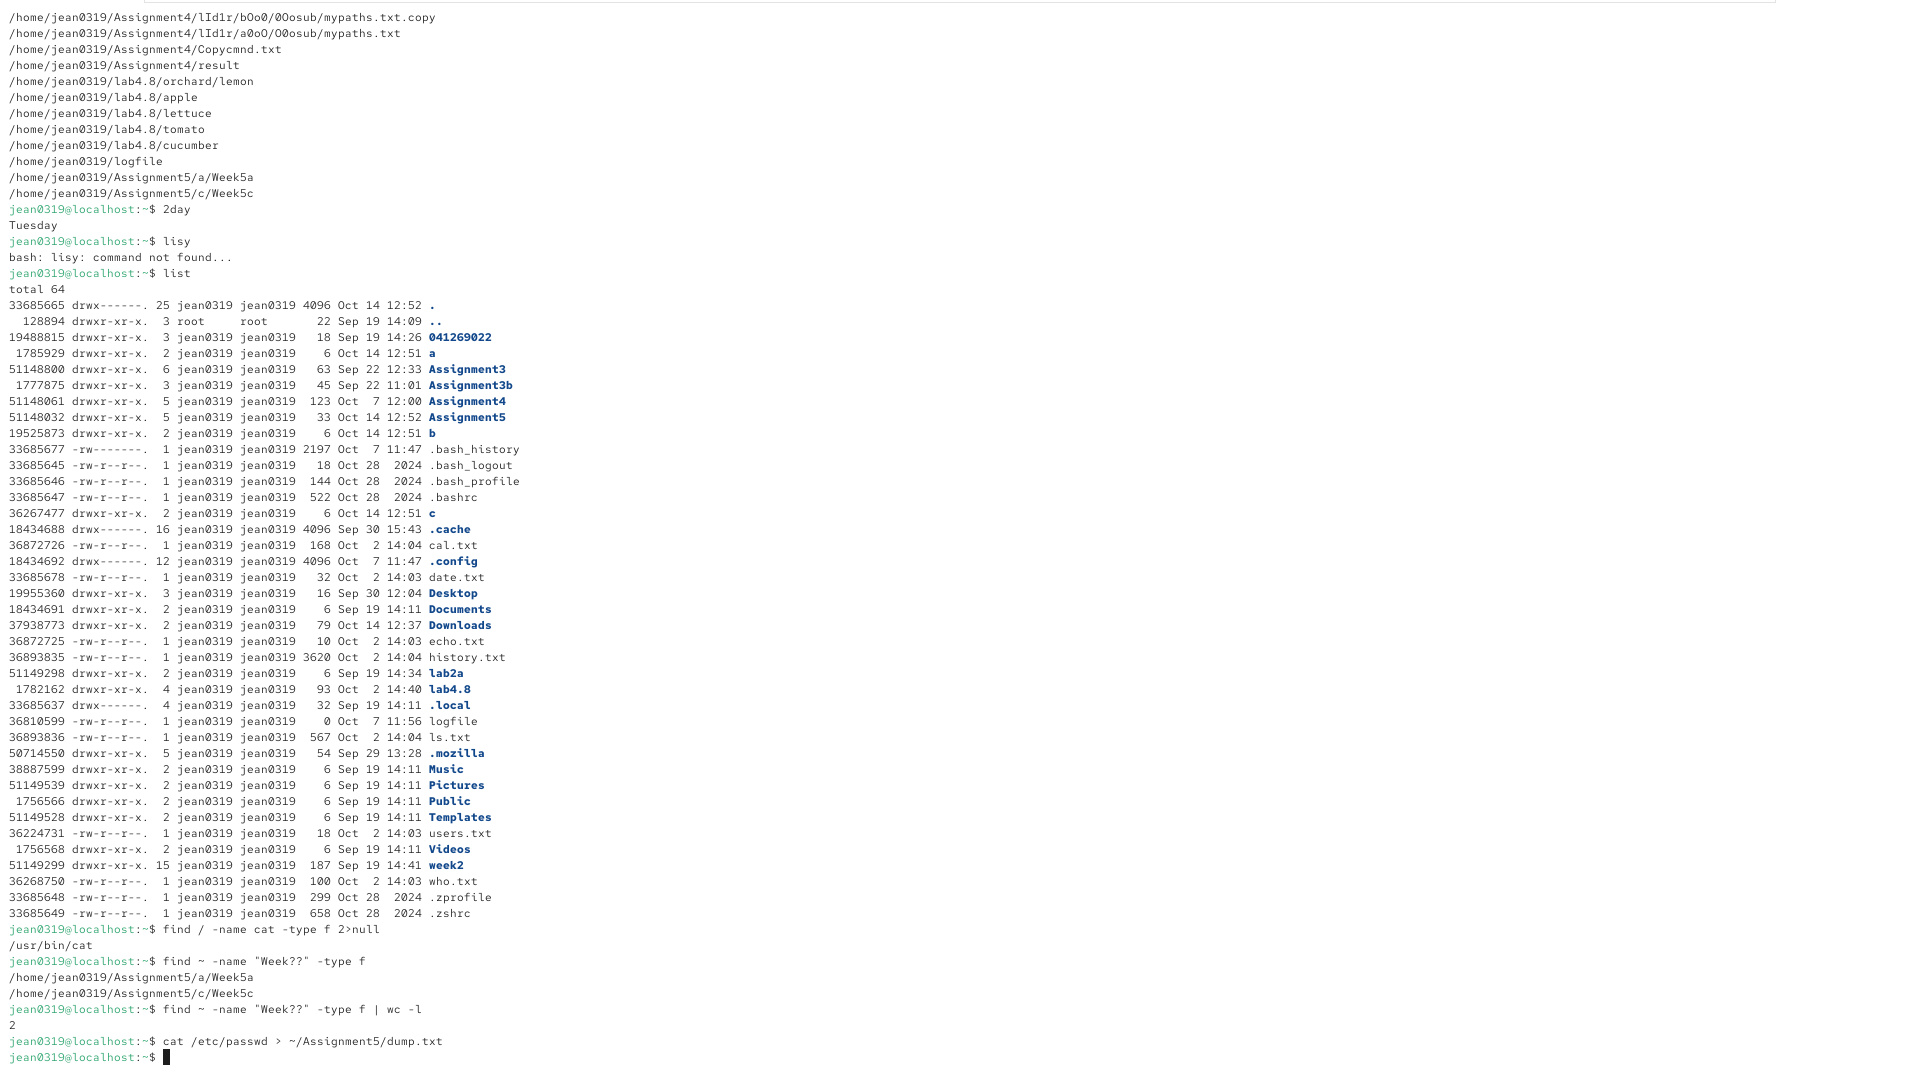 /home/jean0319/Assignment4/lId1r/bOo0/0Oosub/mypaths.txt.copy
/home/jean0319/Assignment4/lId1r/a0oO/O0osub/mypaths.txt
/home/jean0319/Assignment4/Copycmnd.txt
/home/jean0319/Assignment4/result
/home/jean0319/lab4.8/orchard/lemon
/home/jean0319/lab4.8/apple
/home/jean0319/lab4.8/lettuce
/home/jean0319/lab4.8/tomato
/home/jean0319/lab4.8/cucumber
/home/jean0319/logfile
/home/jean0319/Assignment5/a/Week5a
/home/jean0319/Assignment5/c/Week5c
jean0319@localhost:~$ 2day
Tuesday
jean0319@localhost:~$ lisy
bash: lisy: command not found...
jean0319@localhost:~$ list
total 64
33685665 drwx------. 25 jean0319 jean0319 4096 Oct 14 12:52 .
  128894 drwxr-xr-x.  3 root     root       22 Sep 19 14:09 ..
19488815 drwxr-xr-x.  3 jean0319 jean0319   18 Sep 19 14:26 041269022
 1785929 drwxr-xr-x.  2 jean0319 jean0319    6 Oct 14 12:51 a
51148800 drwxr-xr-x.  6 jean0319 jean0319   63 Sep 22 12:33 Assignment3
 1777875 drwxr-xr-x.  3 jean0319 jean0319   45 Sep 22 11:01 Assignment3b
51148061 drwxr-xr-x.  5 jean0319 jean0319  123 Oct  7 12:00 Assignment4
51148032 drwxr-xr-x.  5 jean0319 jean0319   33 Oct 14 12:52 Assignment5
19525873 drwxr-xr-x.  2 jean0319 jean0319    6 Oct 14 12:51 b
33685677 -rw-------.  1 jean0319 jean0319 2197 Oct  7 11:47 .bash_history
33685645 -rw-r--r--.  1 jean0319 jean0319   18 Oct 28  2024 .bash_logout
33685646 -rw-r--r--.  1 jean0319 jean0319  144 Oct 28  2024 .bash_profile
33685647 -rw-r--r--.  1 jean0319 jean0319  522 Oct 28  2024 .bashrc
36267477 drwxr-xr-x.  2 jean0319 jean0319    6 Oct 14 12:51 c
18434688 drwx------. 16 jean0319 jean0319 4096 Sep 30 15:43 .cache
36872726 -rw-r--r--.  1 jean0319 jean0319  168 Oct  2 14:04 cal.txt
18434692 drwx------. 12 jean0319 jean0319 4096 Oct  7 11:47 .config
33685678 -rw-r--r--.  1 jean0319 jean0319   32 Oct  2 14:03 date.txt
19955360 drwxr-xr-x.  3 jean0319 jean0319   16 Sep 30 12:04 Desktop
18434691 drwxr-xr-x.  2 jean0319 jean0319    6 Sep 19 14:11 Documents
37938773 drwxr-xr-x.  2 jean0319 jean0319   79 Oct 14 12:37 Downloads
36872725 -rw-r--r--.  1 jean0319 jean0319   10 Oct  2 14:03 echo.txt
36893835 -rw-r--r--.  1 jean0319 jean0319 3620 Oct  2 14:04 history.txt
51149298 drwxr-xr-x.  2 jean0319 jean0319    6 Sep 19 14:34 lab2a
 1782162 drwxr-xr-x.  4 jean0319 jean0319   93 Oct  2 14:40 lab4.8
33685637 drwx------.  4 jean0319 jean0319   32 Sep 19 14:11 .local
36810599 -rw-r--r--.  1 jean0319 jean0319    0 Oct  7 11:56 logfile
36893836 -rw-r--r--.  1 jean0319 jean0319  567 Oct  2 14:04 ls.txt
50714550 drwxr-xr-x.  5 jean0319 jean0319   54 Sep 29 13:28 .mozilla
38887599 drwxr-xr-x.  2 jean0319 jean0319    6 Sep 19 14:11 Music
51149539 drwxr-xr-x.  2 jean0319 jean0319    6 Sep 19 14:11 Pictures
 1756566 drwxr-xr-x.  2 jean0319 jean0319    6 Sep 19 14:11 Public
51149528 drwxr-xr-x.  2 jean0319 jean0319    6 Sep 19 14:11 Templates
36224731 -rw-r--r--.  1 jean0319 jean0319   18 Oct  2 14:03 users.txt
 1756568 drwxr-xr-x.  2 jean0319 jean0319    6 Sep 19 14:11 Videos
51149299 drwxr-xr-x. 15 jean0319 jean0319  187 Sep 19 14:41 week2
36268750 -rw-r--r--.  1 jean0319 jean0319  100 Oct  2 14:03 who.txt
33685648 -rw-r--r--.  1 jean0319 jean0319  299 Oct 28  2024 .zprofile
33685649 -rw-r--r--.  1 jean0319 jean0319  658 Oct 28  2024 .zshrc
jean0319@localhost:~$ find / -name cat -type f 2>null
/usr/bin/cat
jean0319@localhost:~$ find ~ -name "Week??" -type f
/home/jean0319/Assignment5/a/Week5a
/home/jean0319/Assignment5/c/Week5c
jean0319@localhost:~$ find ~ -name "Week??" -type f | wc -l
2
jean0319@localhost:~$ cat /etc/passwd > ~/Assignment5/dump.txt
jean0319@localhost:~$